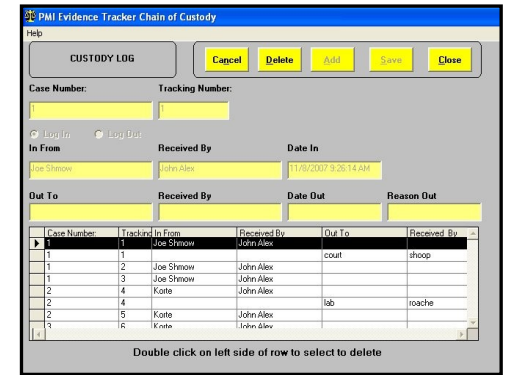 PMI Evidence Tracker Chain of Custody
Help
CUSTODY LOG Cancel Delete Add Save Close
Case Number: Tracking Number:
1 1
Log In Log Out
In From Received By Date In
Joe Shmow John Alex 11/8/2007 9:26:14 AM
Out To Received By Date Out Reason Out
Case Number: Tracking In From Received By Out To Received By
1 1 Joe Shmow John Alex
1 1 court shoop
1 2 Joe Shmow John Alex
1 3 Joe Shmow John Alex
2 4 Korte John Alex
2 4 lab roache
2 5 Korte John Alex
3 6 Korte John Alex
Double click on left side of row to select to delete